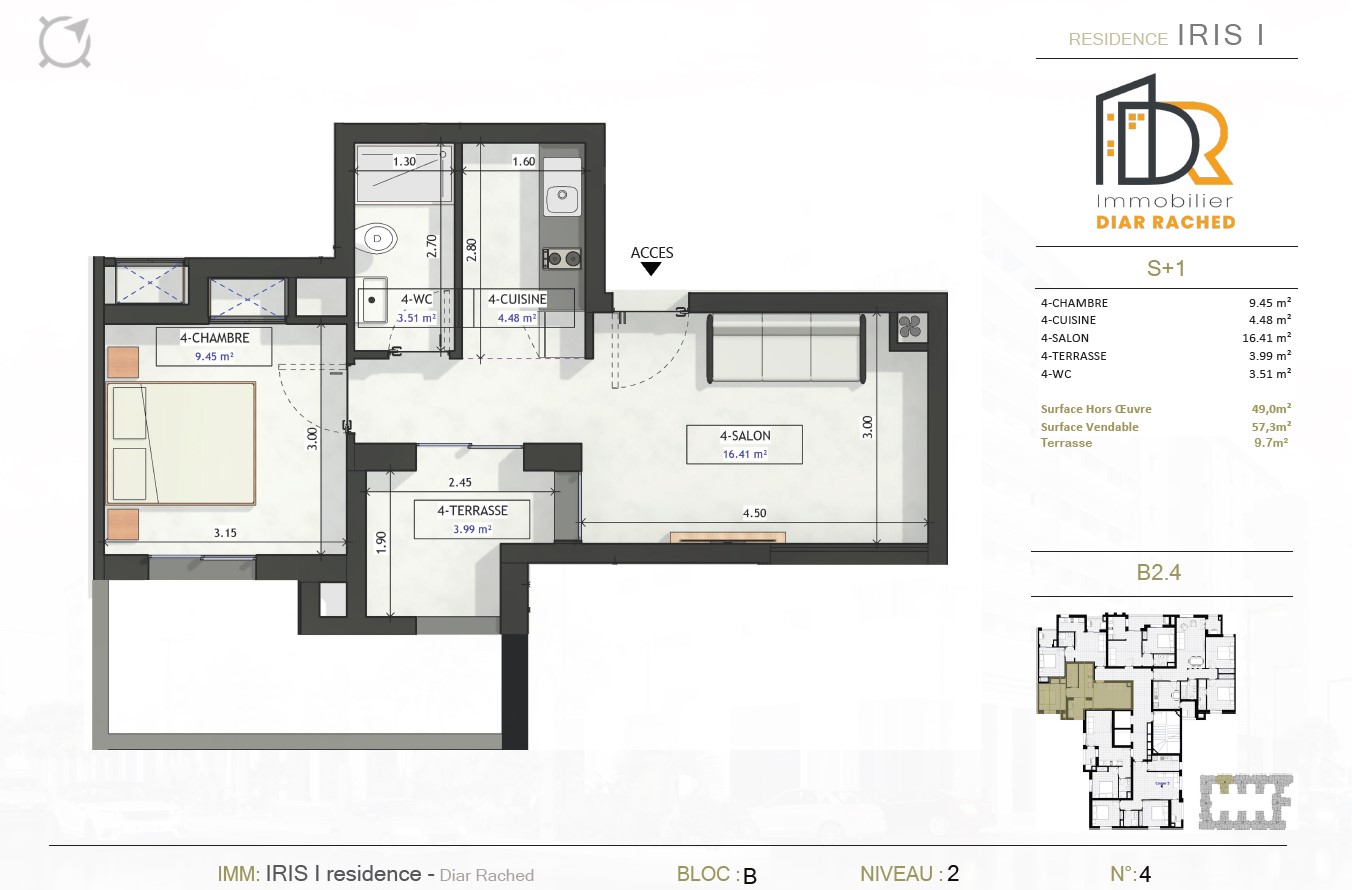 RESIDENCE IRIS I
Immobilier
DIAR RACHED
S+1
4-CHAMBRE 9.45 m²
4-CUISINE 4.48 m²
4-SALON 16.41 m²
4-TERRASSE 3.99 m²
4-WC 3.51 m²
Surface Hors Œuvre 49,0m²
Surface Vendable 57,3m²
Terrasse 9.7m²
B2.4
1.30
1.60
2.70
2.80
D
ACCES
4-WC
3.51 m²
4-CUISINE
4.48 m²
4-CHAMBRE
9.45 m²
3.00
3.15
4-SALON
16.41 m²
3.00
4.50
2.45
4-TERRASSE
3.99 m²
1.90
IMM: IRIS I residence - Diar Rached
BLOC : B
NIVEAU : 2
N°: 4